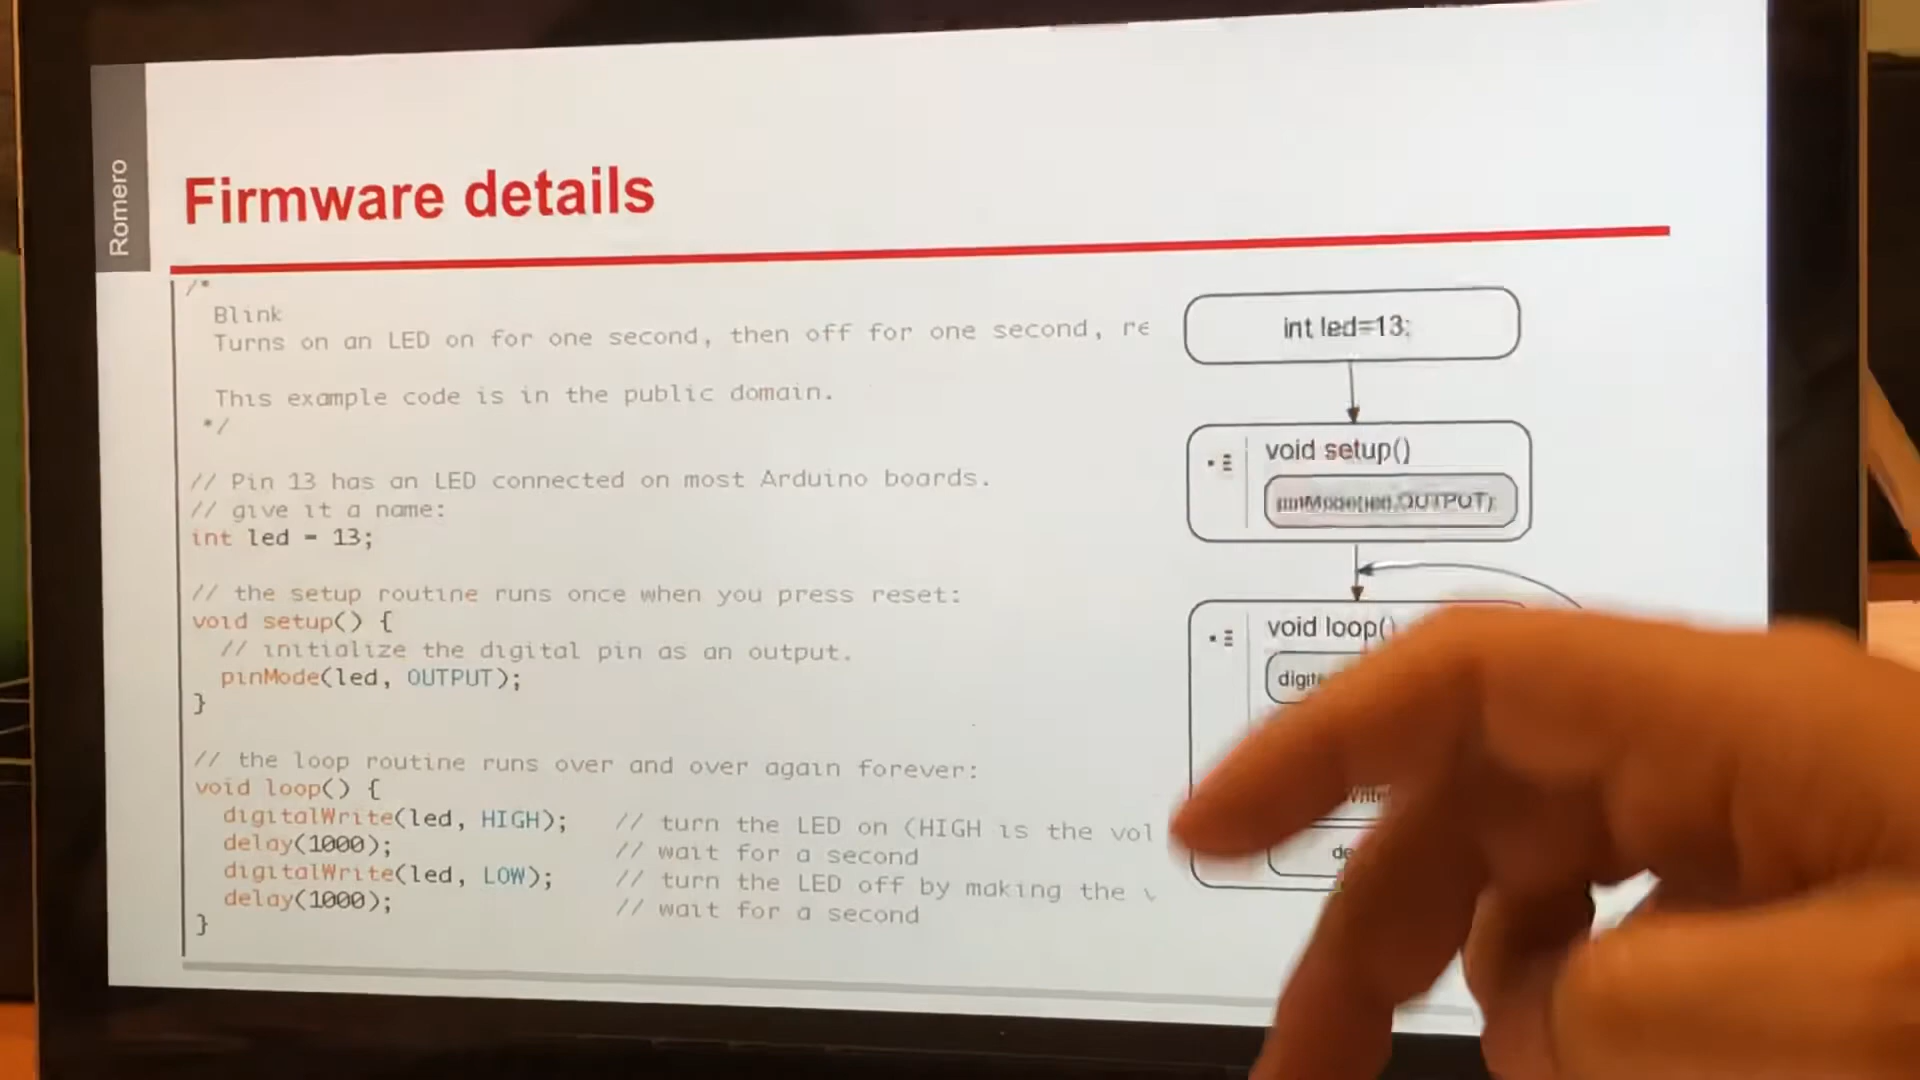 Romero
Firmware details
/*
Blink
Turns on an LED on for one second, then off for one second, re
This example code is in the public domain.
*/
// Pin 13 has an LED connected on most Arduino boards.
// give it a name:
int led = 13;
// the setup routine runs once when you press reset:
void setup() {
// initialize the digital pin as an output.
pinMode(led, OUTPUT);
}
// the loop routine runs over and over again forever:
void loop() {
digitalWrite(led, HIGH); // turn the LED on (HIGH is the vol
delay(1000); // wait for a second
digitalWrite(led, LOW); // turn the LED off by making the
delay(1000); // wait for a second
}
int led=13;
void setup()
pinMode(led,OUTPUT);
void loop()